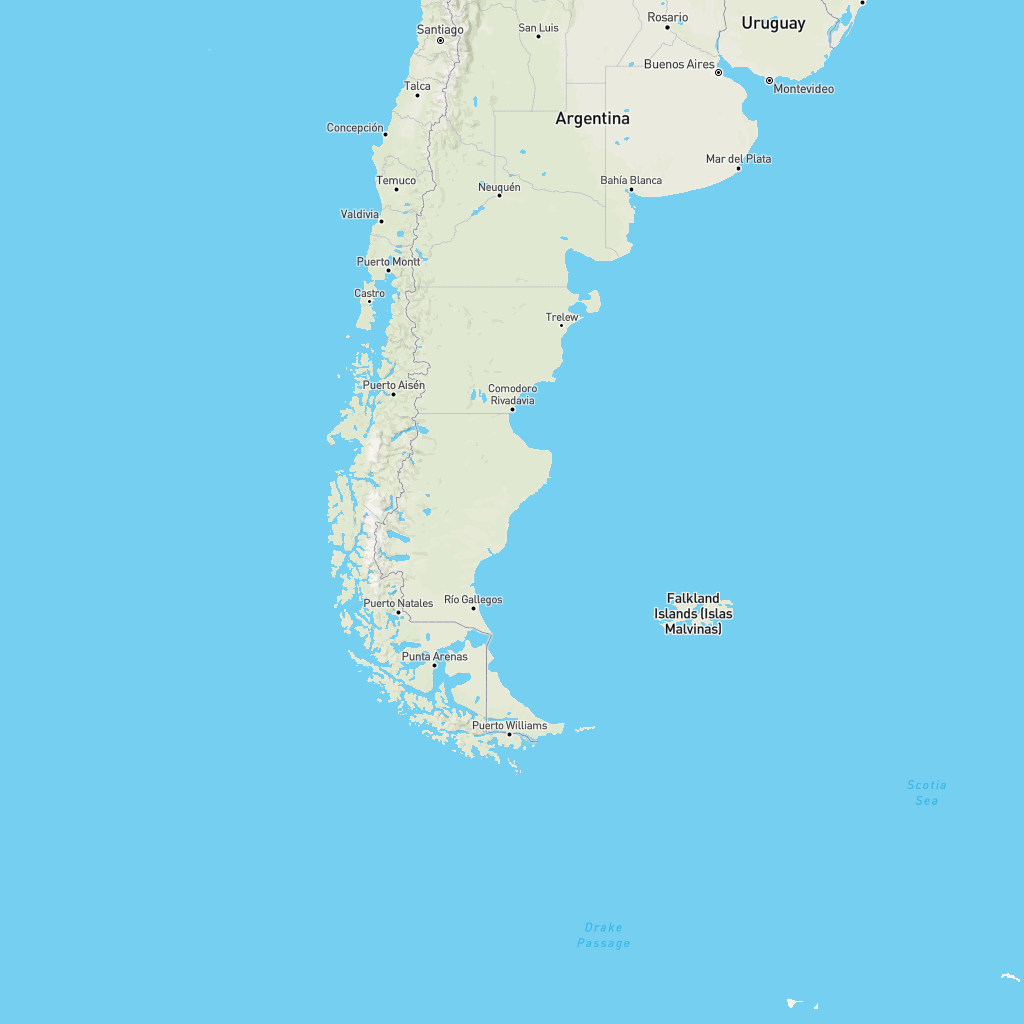 Rosario
Uruguay
Santiago
San Luis
Buenos Aires
Talca
Montevideo
Argentina
Concepción
Mar del Plata
Temuco
Neuquén
Bahía Blanca
Valdivia
Puerto Montt
Castro
Trelew
Puerto Aisén
Comodoro
Rivadavia
Puerto Natales
Río Gallegos
Falkland
Islands (Islas
Malvinas)
Punta Arenas
Puerto Williams
Scotia
Sea
Drake
Passage